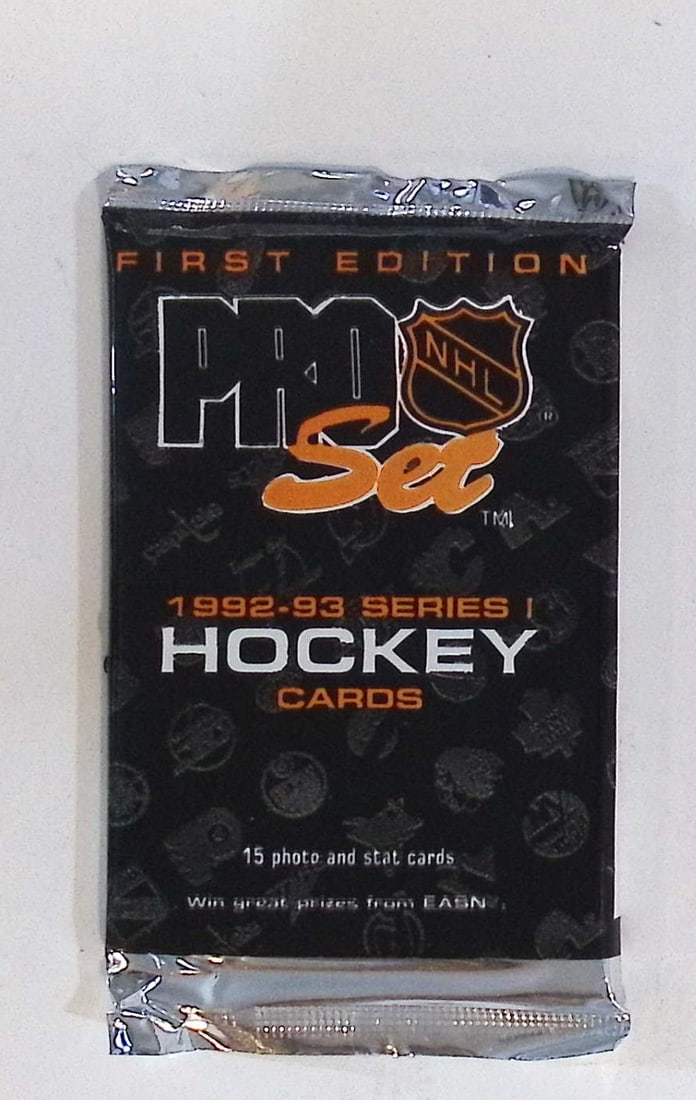 FIRST EDITION
PRO
NHL
®
Set
TM
1992-93 SERIES I
HOCKEY
CARDS
15 photo and stat cards
Win great prizes from EASN